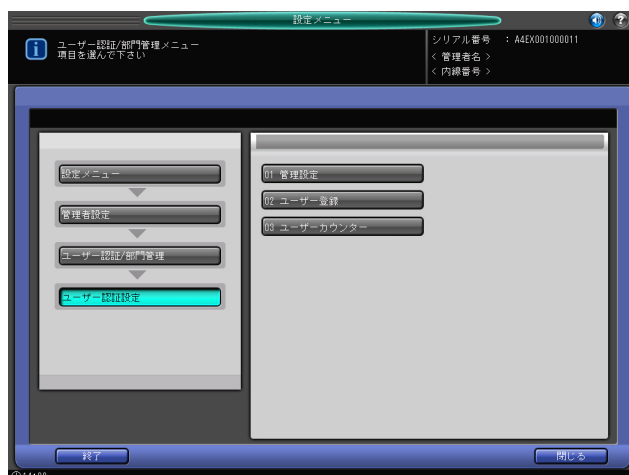 設定メニュー
ユーザー認証/部門管理メニュー
項目を選んで下さい
シリアル番号 : A4EX001000011
< 管理者名 >
< 内線番号 >
設定メニュー
管理者設定
ユーザー認証/部門管理
ユーザー認証設定
01 管理設定
02 ユーザー登録
03 ユーザーカウンター
終了
閉じる